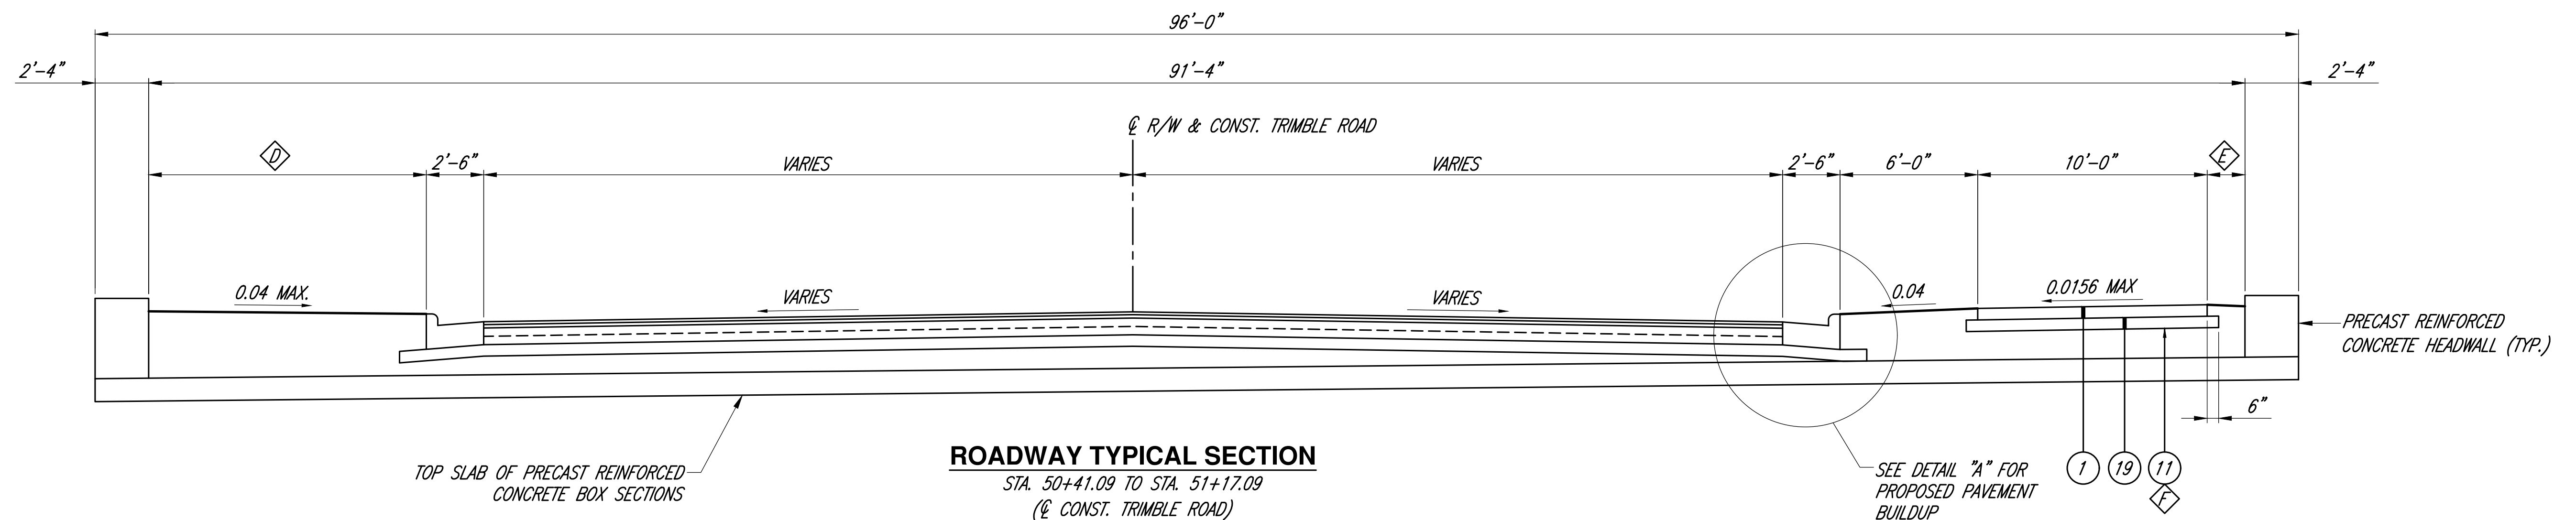 96'-0"
2'-4"
91'-4"
2'-4"
℄ R/W & CONST. TRIMBLE ROAD
D
2'-6"
VARIES
VARIES
2'-6"
6'-0"
10'-0"
E
0.04 MAX.
VARIES
VARIES
0.04
0.0156 MAX
PRECAST REINFORCED
CONCRETE HEADWALL (TYP.)
6"
TOP SLAB OF PRECAST REINFORCED
CONCRETE BOX SECTIONS
ROADWAY TYPICAL SECTION
STA. 50+41.09 TO STA. 51+17.09
(℄ CONST. TRIMBLE ROAD)
SEE DETAIL "A" FOR
PROPOSED PAVEMENT
BUILDUP
1
19
11
F